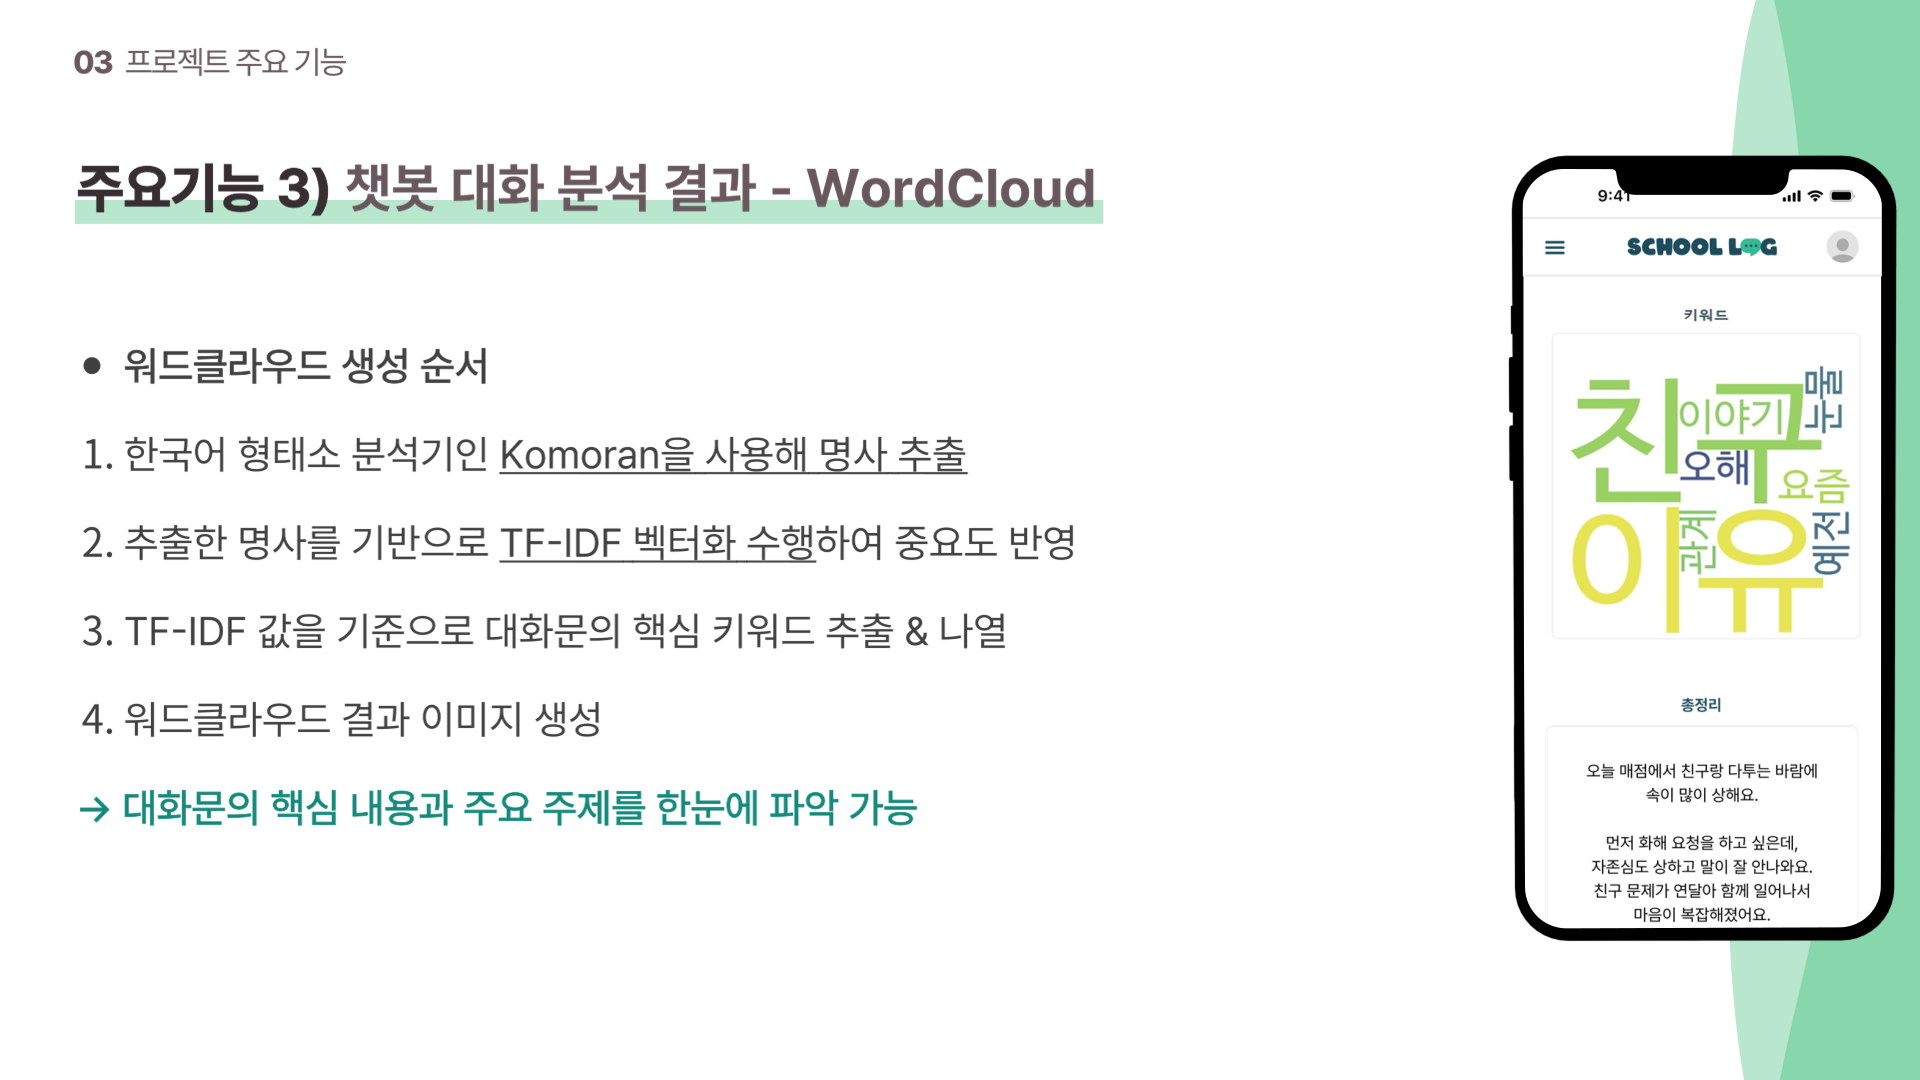 03 프로젝트 주요 기능
주요기능 3) 챗봇 대화 분석 결과 - WordCloud
• 워드클라우드 생성 순서
1. 한국어 형태소 분석기인 Komoran을 사용해 명사 추출
2. 추출한 명사를 기반으로 TF-IDF 벡터화 수행하여 중요도 반영
3. TF-IDF 값을 기준으로 대화문의 핵심 키워드 추출 & 나열
4. 워드클라우드 결과 이미지 생성
→ 대화문의 핵심 내용과 주요 주제를 한눈에 파악 가능
9:41
SCHOOL LOG
키워드
친구
이야기
눈물
오해
요즘
이유
관계
예전
총정리
오늘 매점에서 친구랑 다투는 바람에
속이 많이 상해요.
먼저 화해 요청을 하고 싶은데,
자존심도 상하고 말이 잘 안나와요.
친구 문제가 연달아 함께 일어나서
마음이 복잡해졌어요.